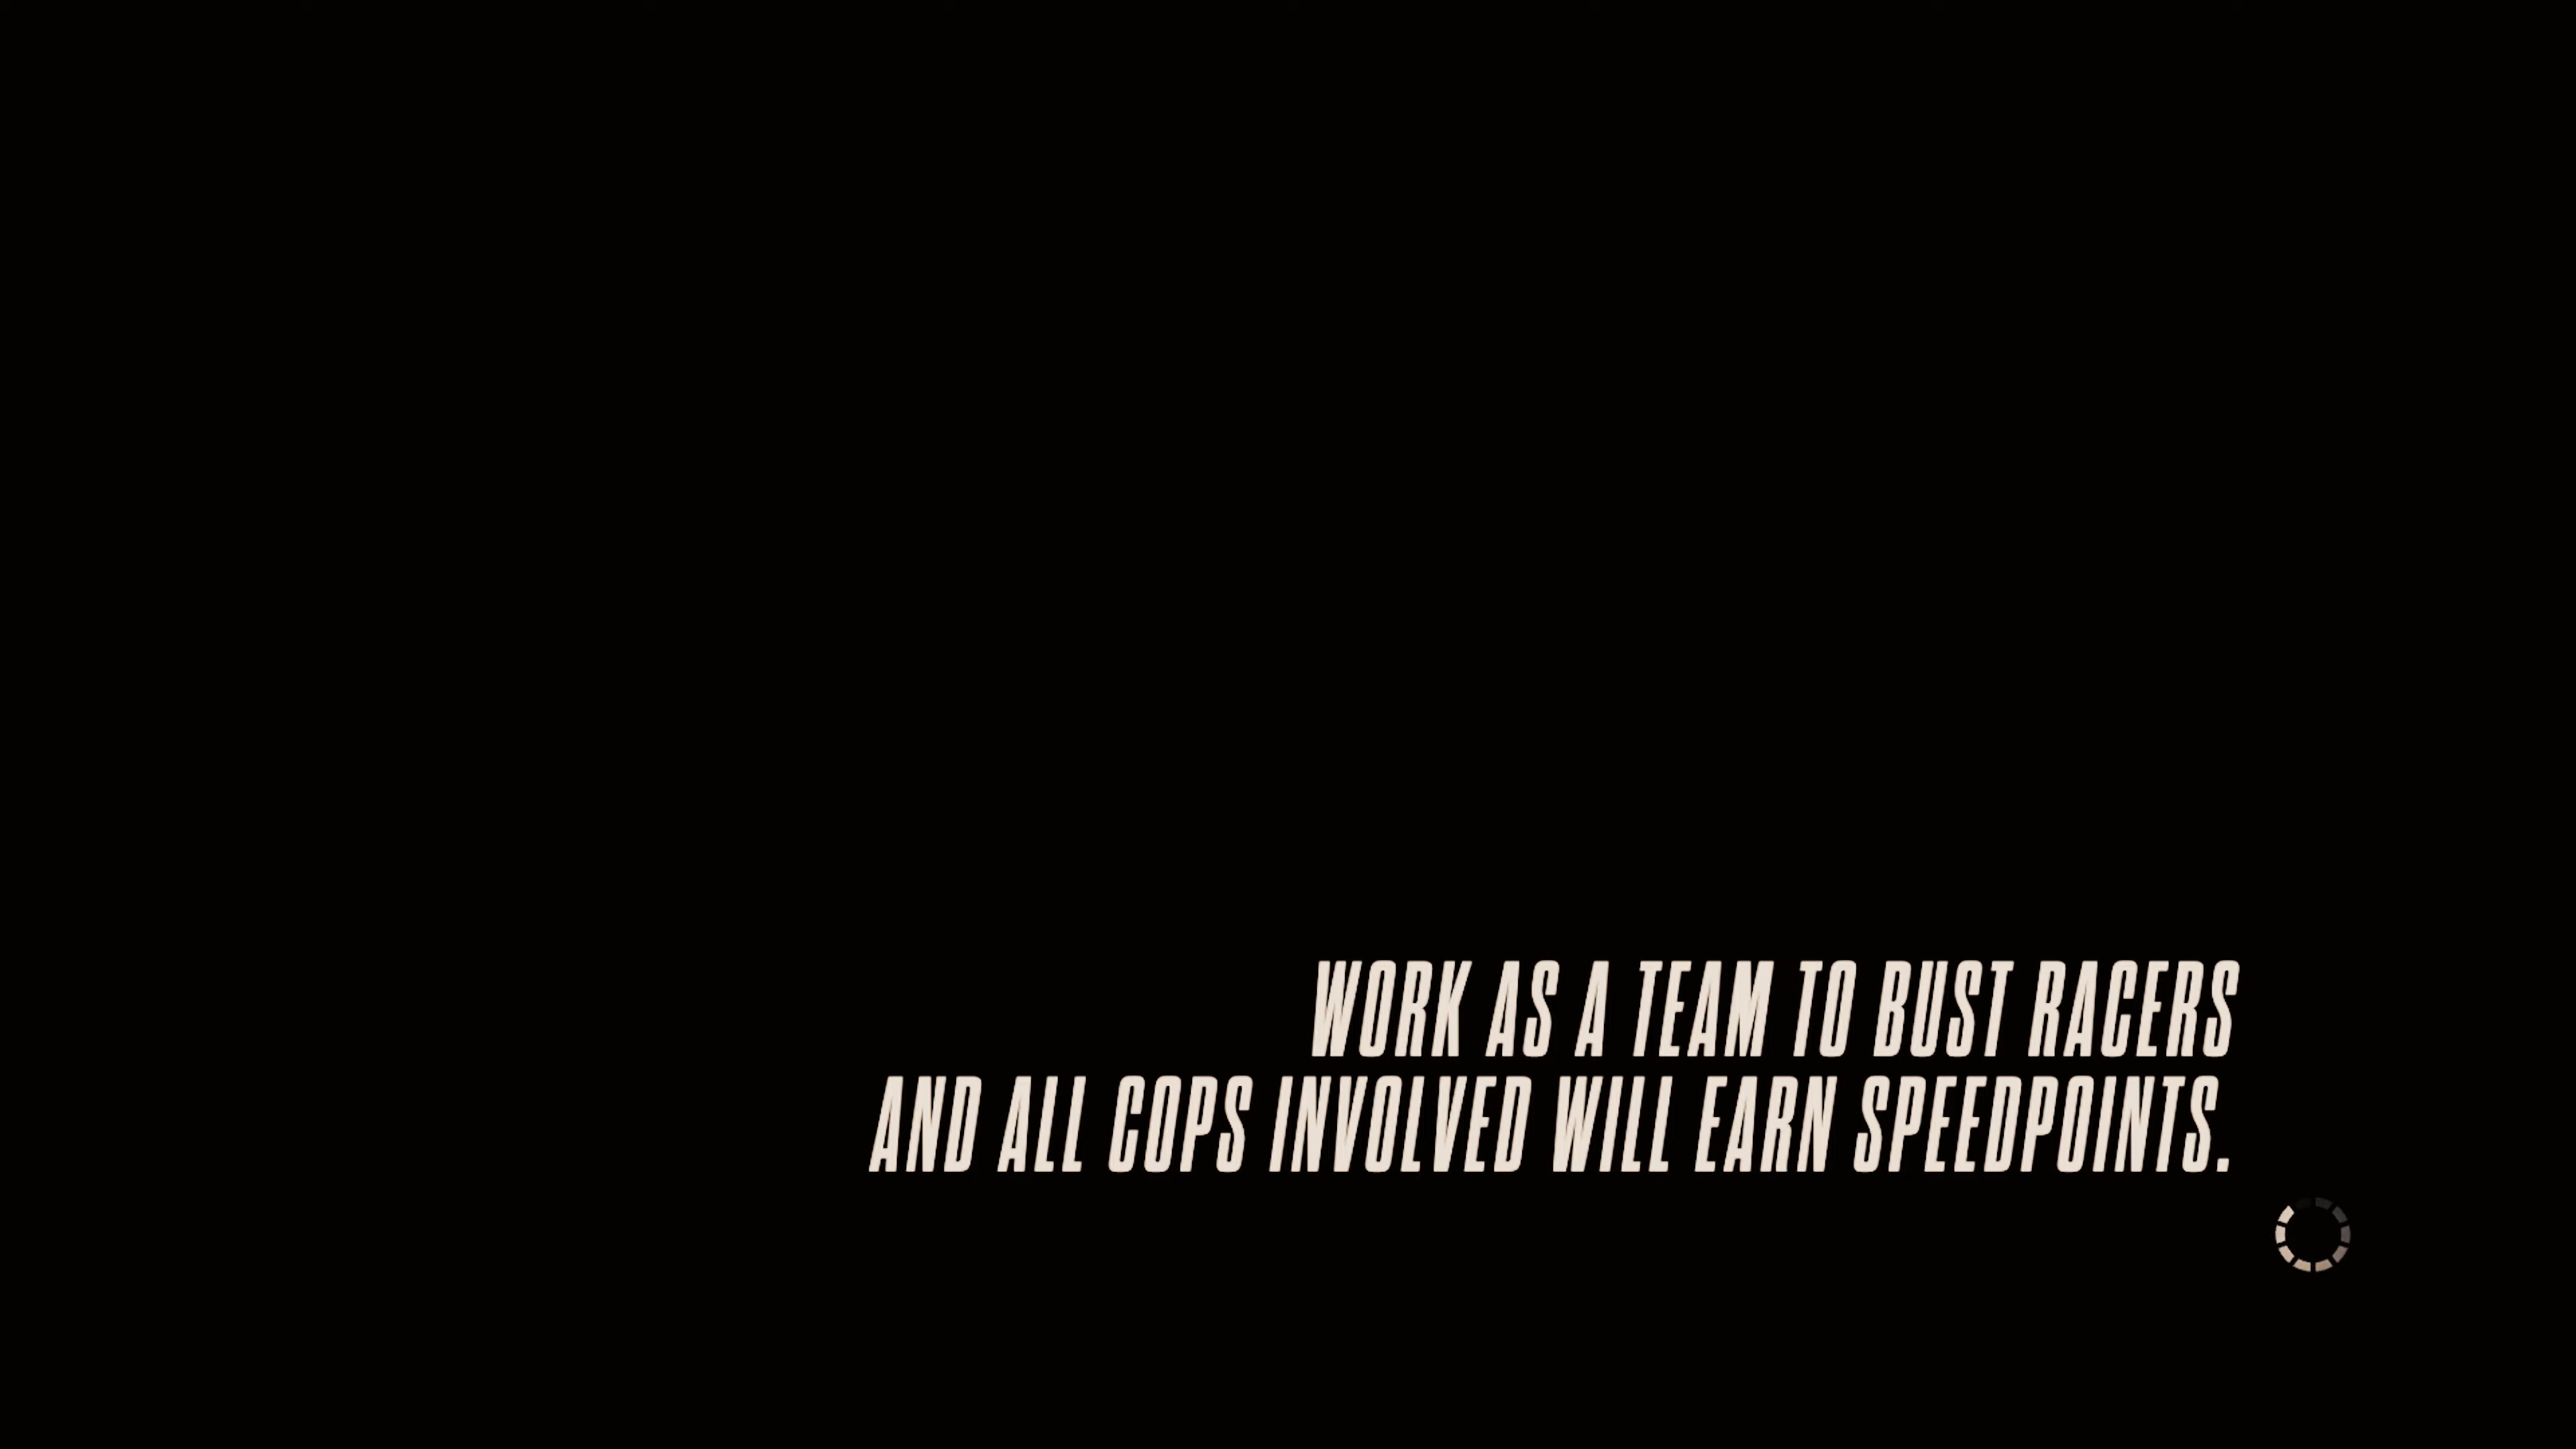 WORK AS A TEAM TO BUST RACERS
AND ALL COPS INVOLVED WILL EARN SPEEDPOINTS.